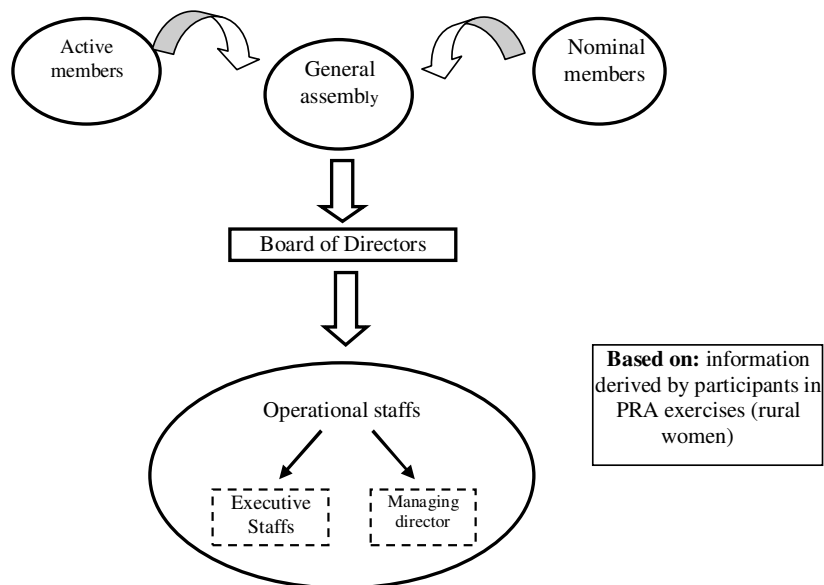 Active
members
General
assembly
Nominal
members
Board of Directors
Based on: information
derived by participants in
PRA exercises (rural
women)
Operational staffs
Executive
Staffs
Managing
director